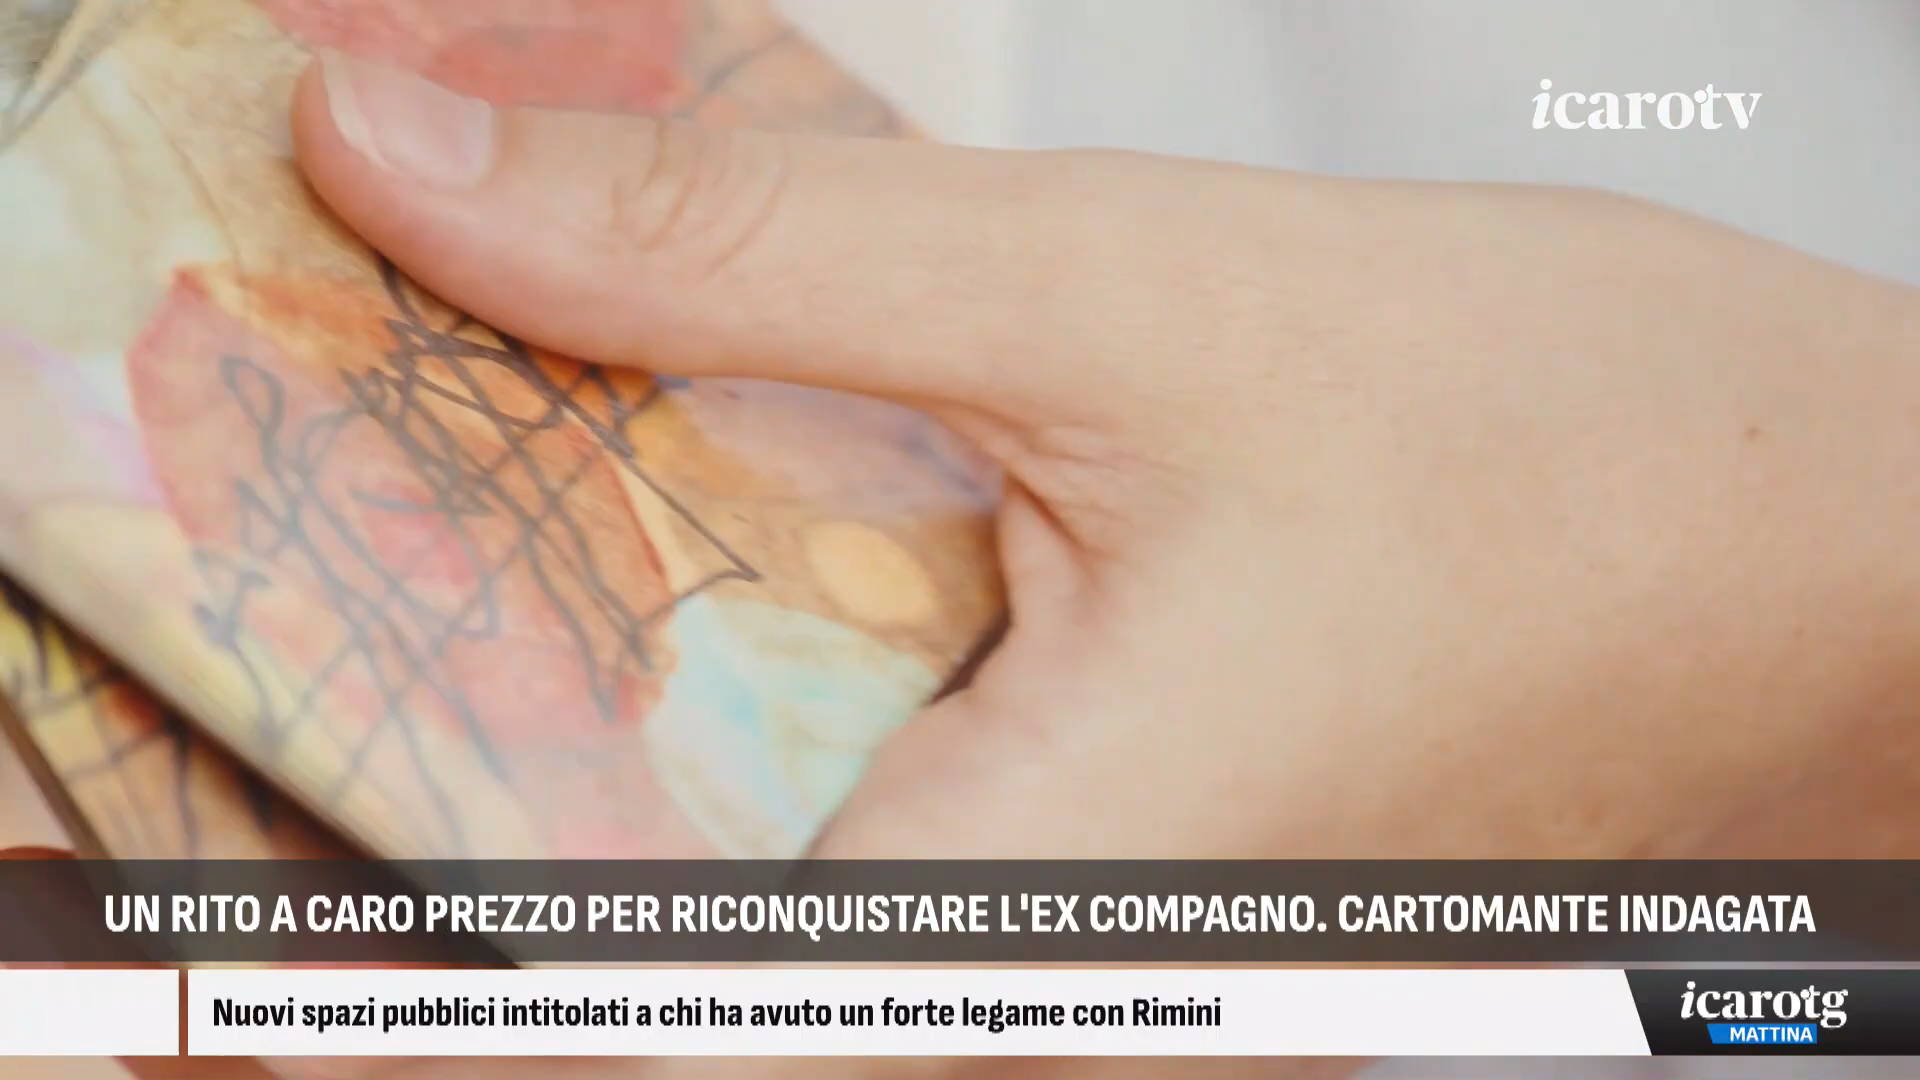 icarotv
UN RITO A CARO PREZZO PER RICONQUISTARE L'EX COMPAGNO. CARTOMANTE INDAGATA
Nuovi spazi pubblici intitolati a chi ha avuto un forte legame con Rimini
icarotg
MATTINA